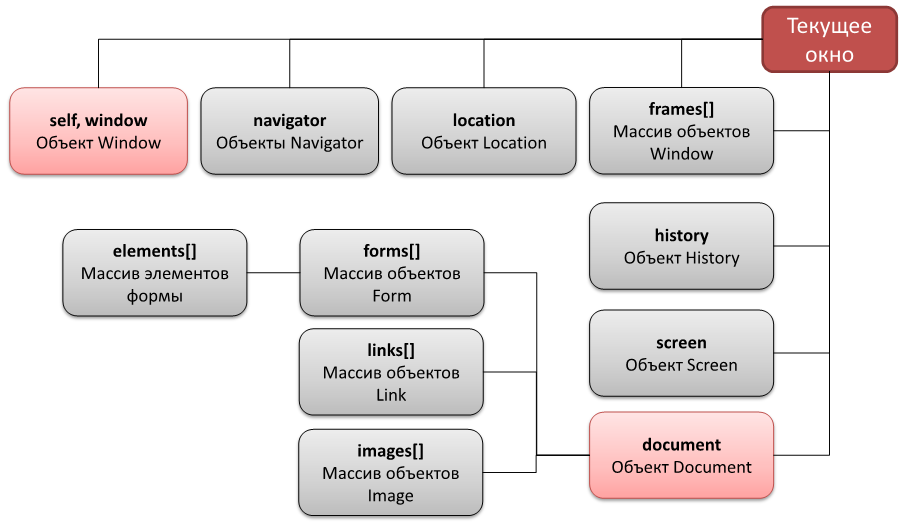 Текущее
окно
self, window
Объект Window
navigator
Объекты Navigator
location
Объект Location
frames[]
Массив объектов
Window
history
Объект History
elements[]
Массив элементов
формы
forms[]
Массив объектов
Form
links[]
Массив объектов
Link
screen
Объект Screen
images[]
Массив объектов
Image
document
Объект Document